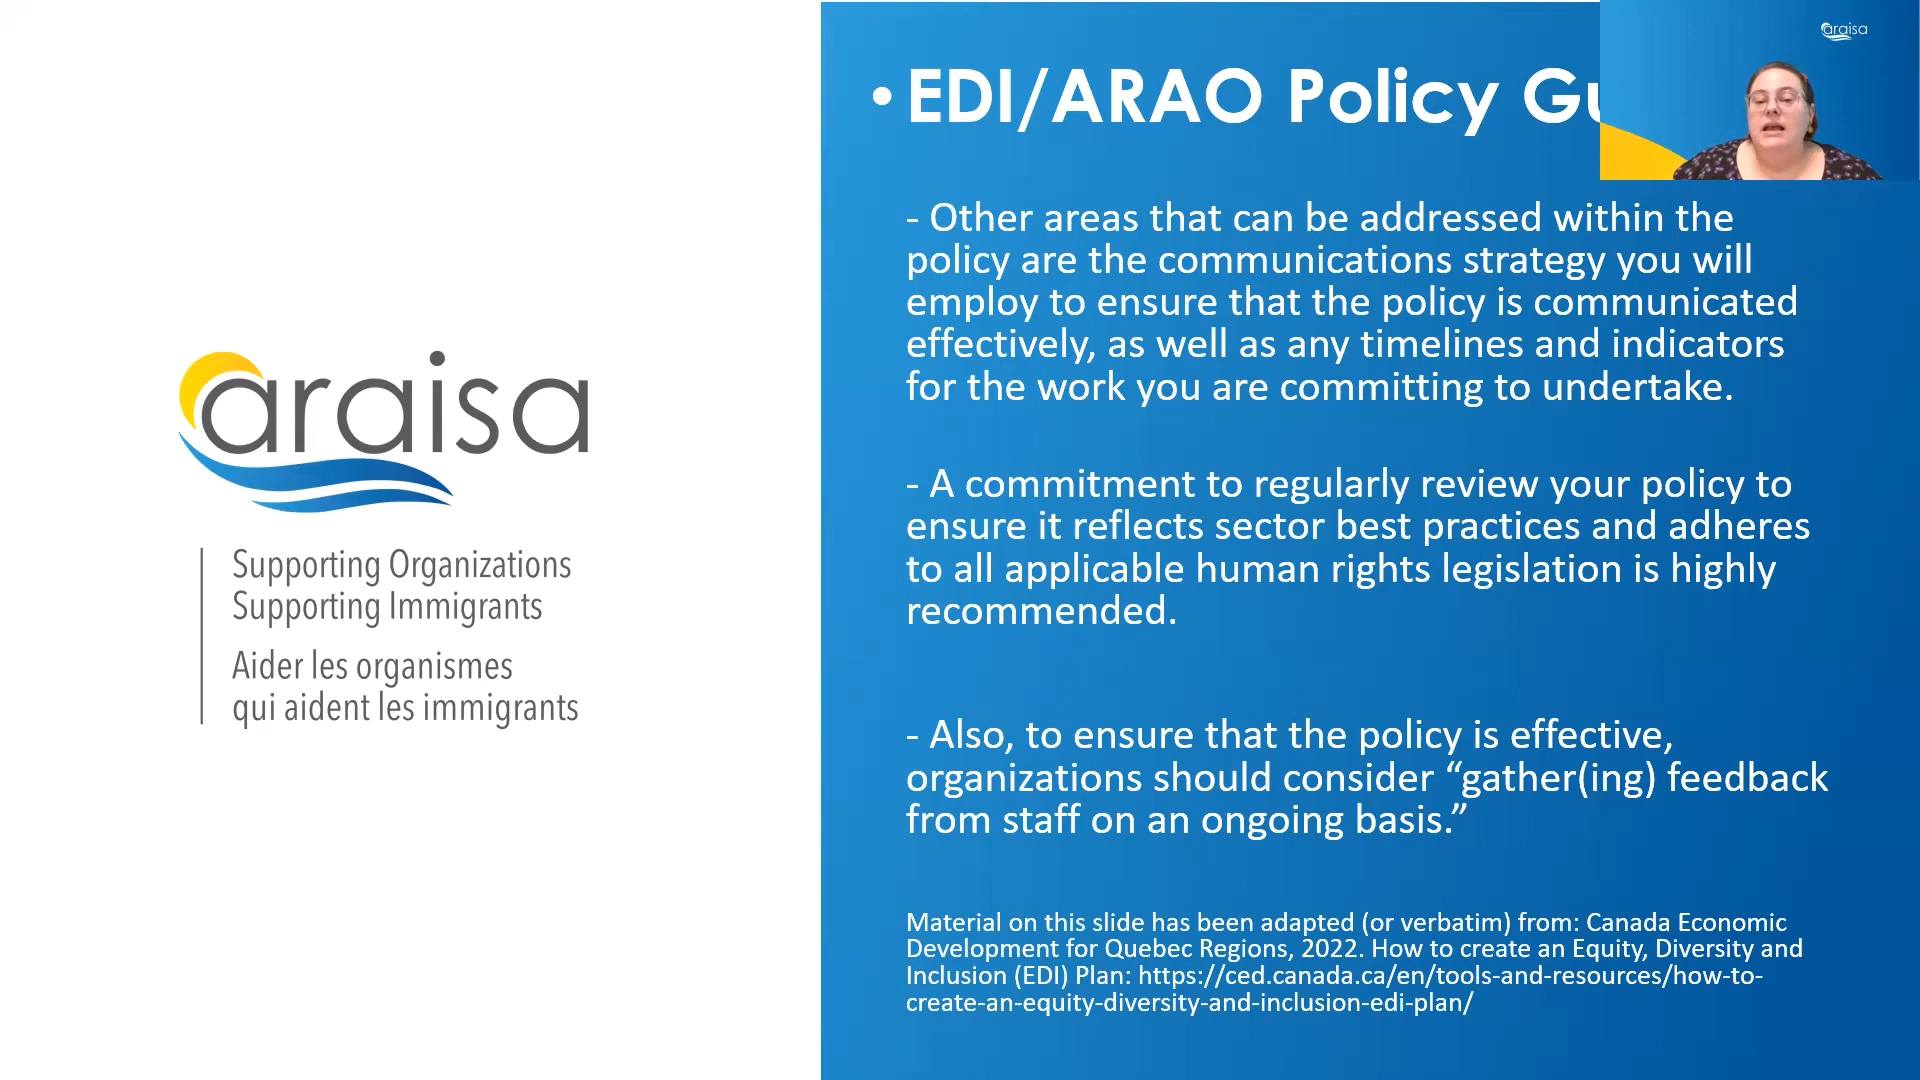 araisa
Supporting Organizations
Supporting Immigrants
Aider les organismes
qui aident les immigrants
• EDI/ARAO Policy
araisa
- Other areas that can be addressed within the
policy are the communications strategy you will
employ to ensure that the policy is communicated
effectively, as well as any timelines and indicators
for the work you are committing to undertake.
- A commitment to regularly review your policy to
ensure it reflects sector best practices and adheres
to all applicable human rights legislation is highly
recommended.
- Also, to ensure that the policy is effective,
organizations should consider “gather(ing) feedback
from staff on an ongoing basis.”
Material on this slide has been adapted (or verbatim) from: Canada Economic
Development for Quebec Regions, 2022. How to create an Equity, Diversity and
Inclusion (EDI) Plan: https://ced.canada.ca/en/tools-and-resources/how-to-
create-an-equity-diversity-and-inclusion-edi-plan/